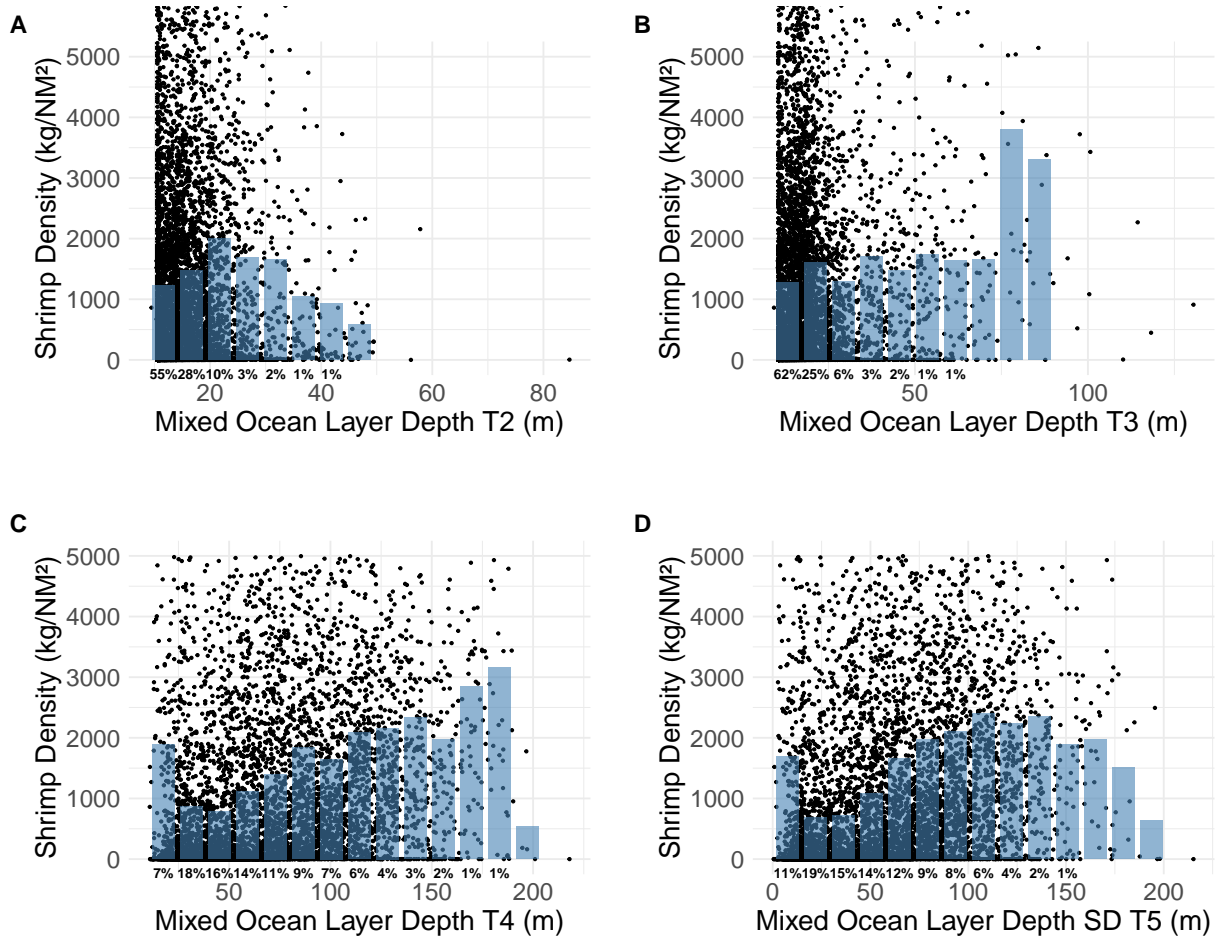 A
Shrimp Density (kg/NM²)
5000
4000
3000
2000
1000
0
55% 28% 10% 3% 2% 1% 1%
20 40 60 80
Mixed Ocean Layer Depth T2 (m)
B
Shrimp Density (kg/NM²)
5000
4000
3000
2000
1000
0
62% 25% 6% 3% 2% 1% 1%
50 100
Mixed Ocean Layer Depth T3 (m)
C
Shrimp Density (kg/NM²)
5000
4000
3000
2000
1000
0
7% 18% 16% 14% 11% 9% 7% 6% 4% 3% 2% 1% 1%
50 100 150 200
Mixed Ocean Layer Depth T4 (m)
D
Shrimp Density (kg/NM²)
5000
4000
3000
2000
1000
0
11% 19% 15% 14% 12% 9% 8% 6% 4% 2% 1%
0 50 100 150 200
Mixed Ocean Layer Depth SD T5 (m)